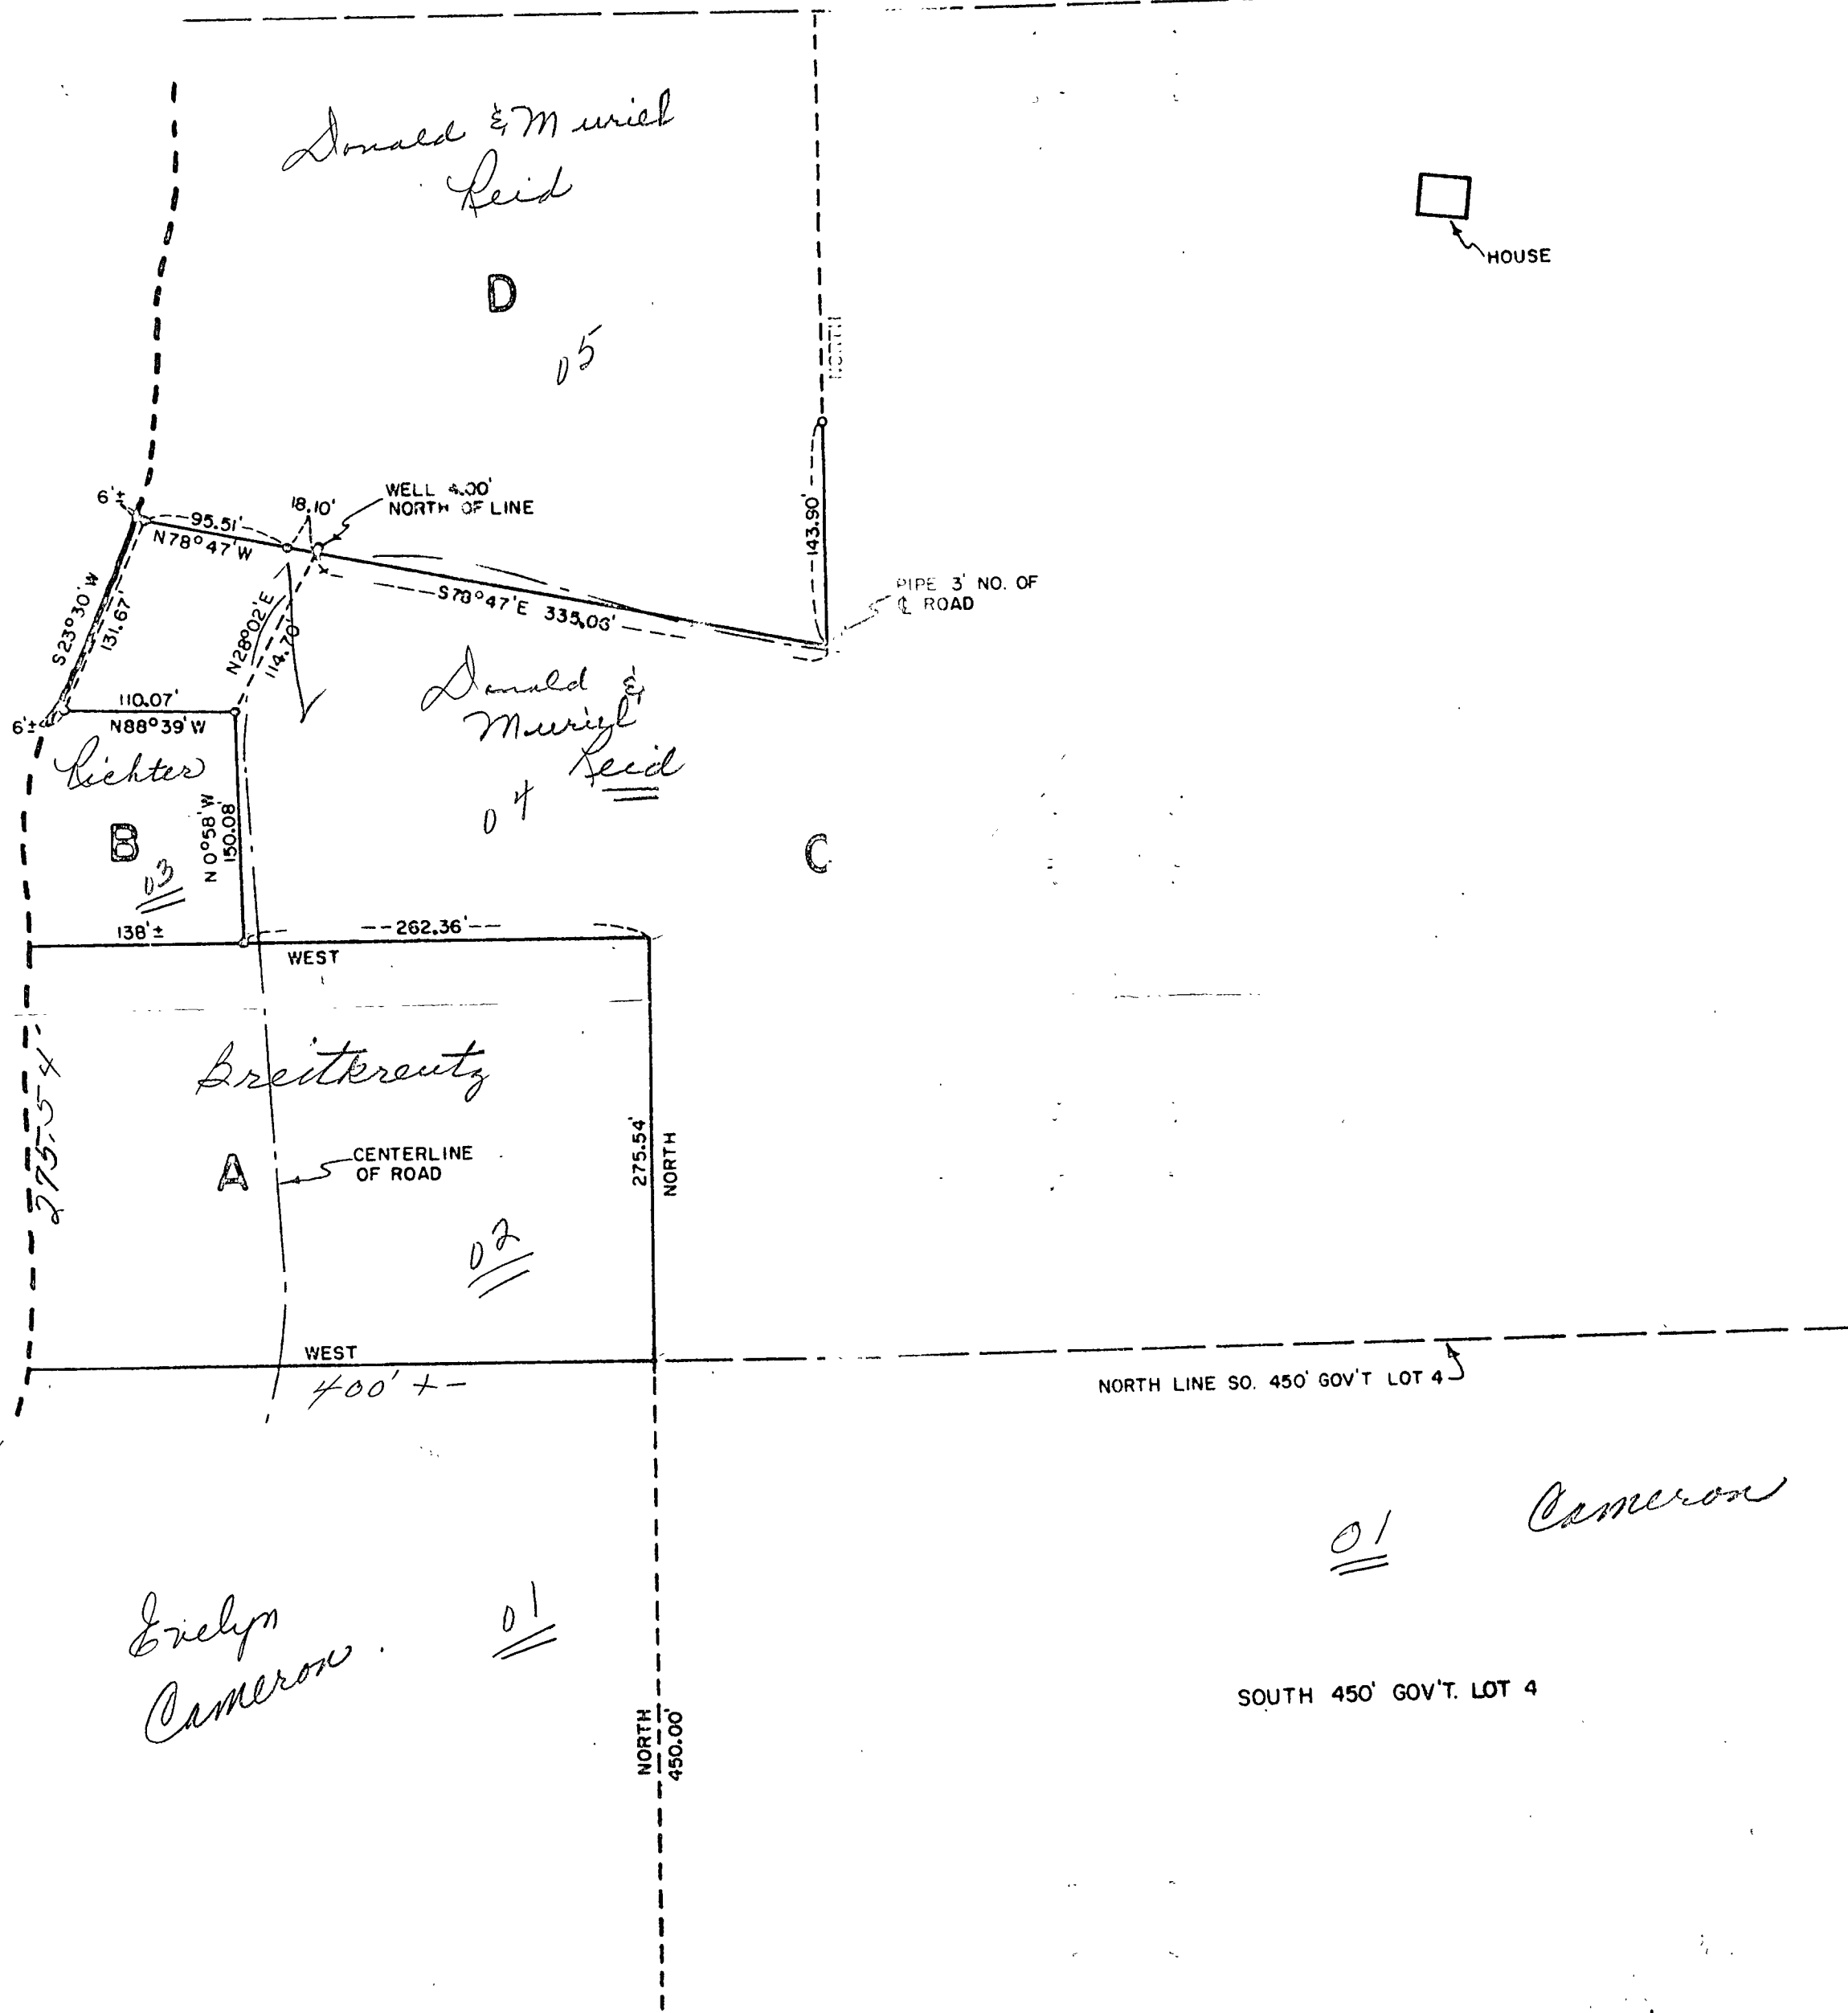 Donald & Muriel
Reid
D
05
NORTH
HOUSE
6'±
95.51'
N78°47'W
18.10'
WELL 4.00'
NORTH OF LINE
143.90'
S78°47'E 335.06'
PIPE 3' NO. OF
℄ ROAD
S23°30'W
131.67'
N28°02'E
114.70'
110.07'
N88°39'W
6'±
Donald &
Muriel
Reid
04
Richter
B
03
N0°58'W
150.08'
C
138'±
262.36'
WEST
Breitkreutz
275.54'
A
CENTERLINE
OF ROAD
275.54'
NORTH
02
WEST
400' + -
NORTH LINE SO. 450' GOV'T LOT 4
01
Cameron
Evelyn
Cameron.
01
NORTH
450.00'
SOUTH 450' GOV'T. LOT 4